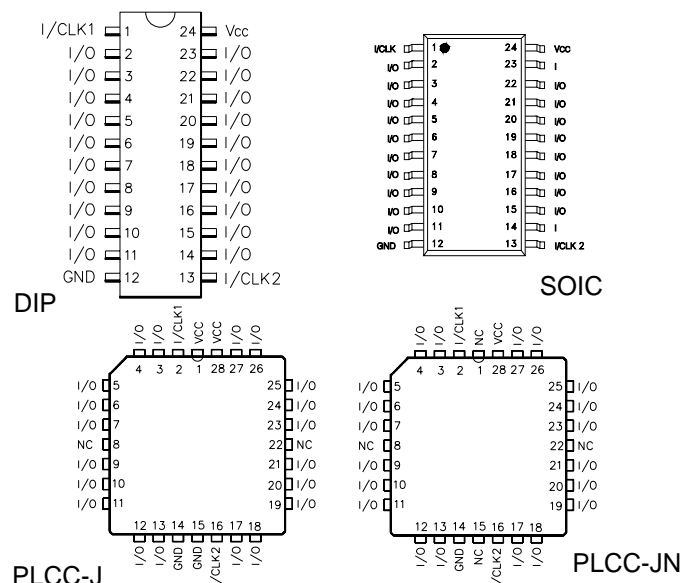 I/CLK1 1 24 Vcc
I/O 2 23 I/O
I/O 3 22 I/O
I/O 4 21 I/O
I/O 5 20 I/O
I/O 6 19 I/O
I/O 7 18 I/O
I/O 8 17 I/O
I/O 9 16 I/O
I/O 10 15 I/O
I/O 11 14 I/O
GND 12 13 I/CLK2
DIP
I/CLK 1 24 VCC
I/O 2 23 I
I/O 3 22 I/O
I/O 4 21 I/O
I/O 5 20 I/O
I/O 6 19 I/O
I/O 7 18 I/O
I/O 8 17 I/O
I/O 9 16 I/O
I/O 10 15 I/O
I/O 11 14 I
GND 12 13 I/CLK 2
SOIC
I/O I/O I/CLK1 VCC VCC I/O I/O
4 3 2 1 28 27 26
I/O 5 25 I/O
I/O 6 24 I/O
I/O 7 23 I/O
NC 8 22 NC
I/O 9 21 I/O
I/O 10 20 I/O
I/O 11 19 I/O
12 13 14 15 16 17 18
I/O I/O GND GND /CLK2 I/O I/O
PLCC-J
I/O I/O I/CLK1 NC VCC I/O I/O
4 3 2 1 28 27 26
I/O 5 25 I/O
I/O 6 24 I/O
I/O 7 23 I/O
NC 8 22 NC
I/O 9 21 I/O
I/O 10 20 I/O
I/O 11 19 I/O
12 13 14 15 16 17 18
I/O I/O GND NC /CLK2 I/O I/O
PLCC-JN